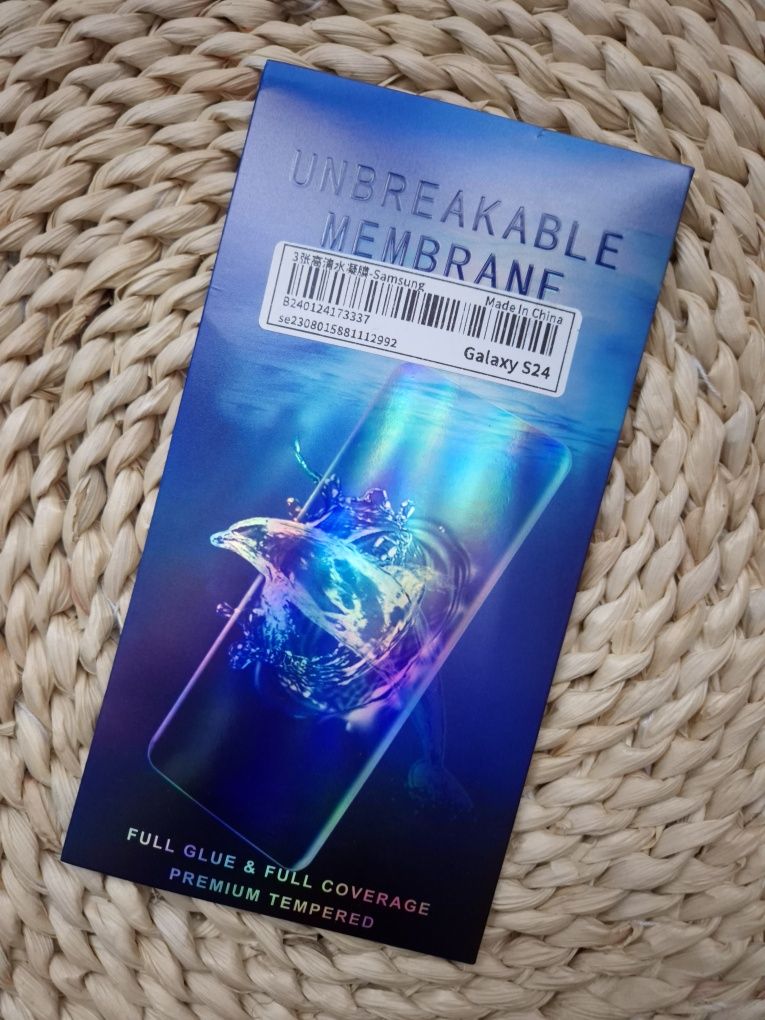 UNBREAKABLE
MEMBRANE
3张高清水凝膜-Samsung
Made In China
B240124173337
se2308015881112992
Galaxy S24
FULL GLUE & FULL COVERAGE
PREMIUM TEMPERED